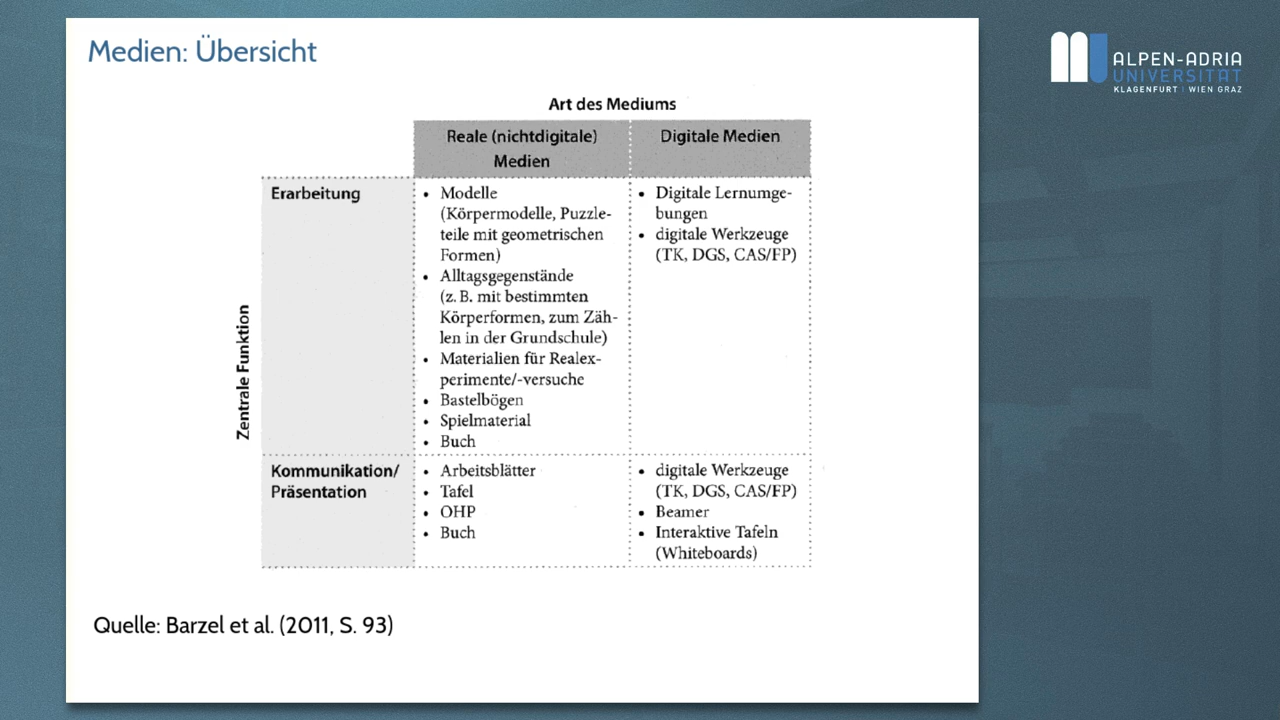 Medien: Übersicht
ALPEN-ADRIA
UNIVERSITÄT
KLAGENFURT | WIEN GRAZ
Art des Mediums
Reale (nichtdigitale)
Medien
Digitale Medien
Zentrale Funktion
Erarbeitung
• Modelle
(Körpermodelle, Puzzle-
teile mit geometrischen
Formen)
• Alltagsgegenstände
(z. B. mit bestimmten
Körperformen, zum Zäh-
len in der Grundschule)
• Materialien für Realex-
perimente/-versuche
• Bastelbögen
• Spielmaterial
• Buch
• Digitale Lernumge-
bungen
• digitale Werkzeuge
(TK, DGS, CAS/FP)
Kommunikation/
Präsentation
• Arbeitsblätter
• Tafel
• OHP
• Buch
• digitale Werkzeuge
(TK, DGS, CAS/FP)
• Beamer
• Interaktive Tafeln
(Whiteboards)
Quelle: Barzel et al. (2011, S. 93)